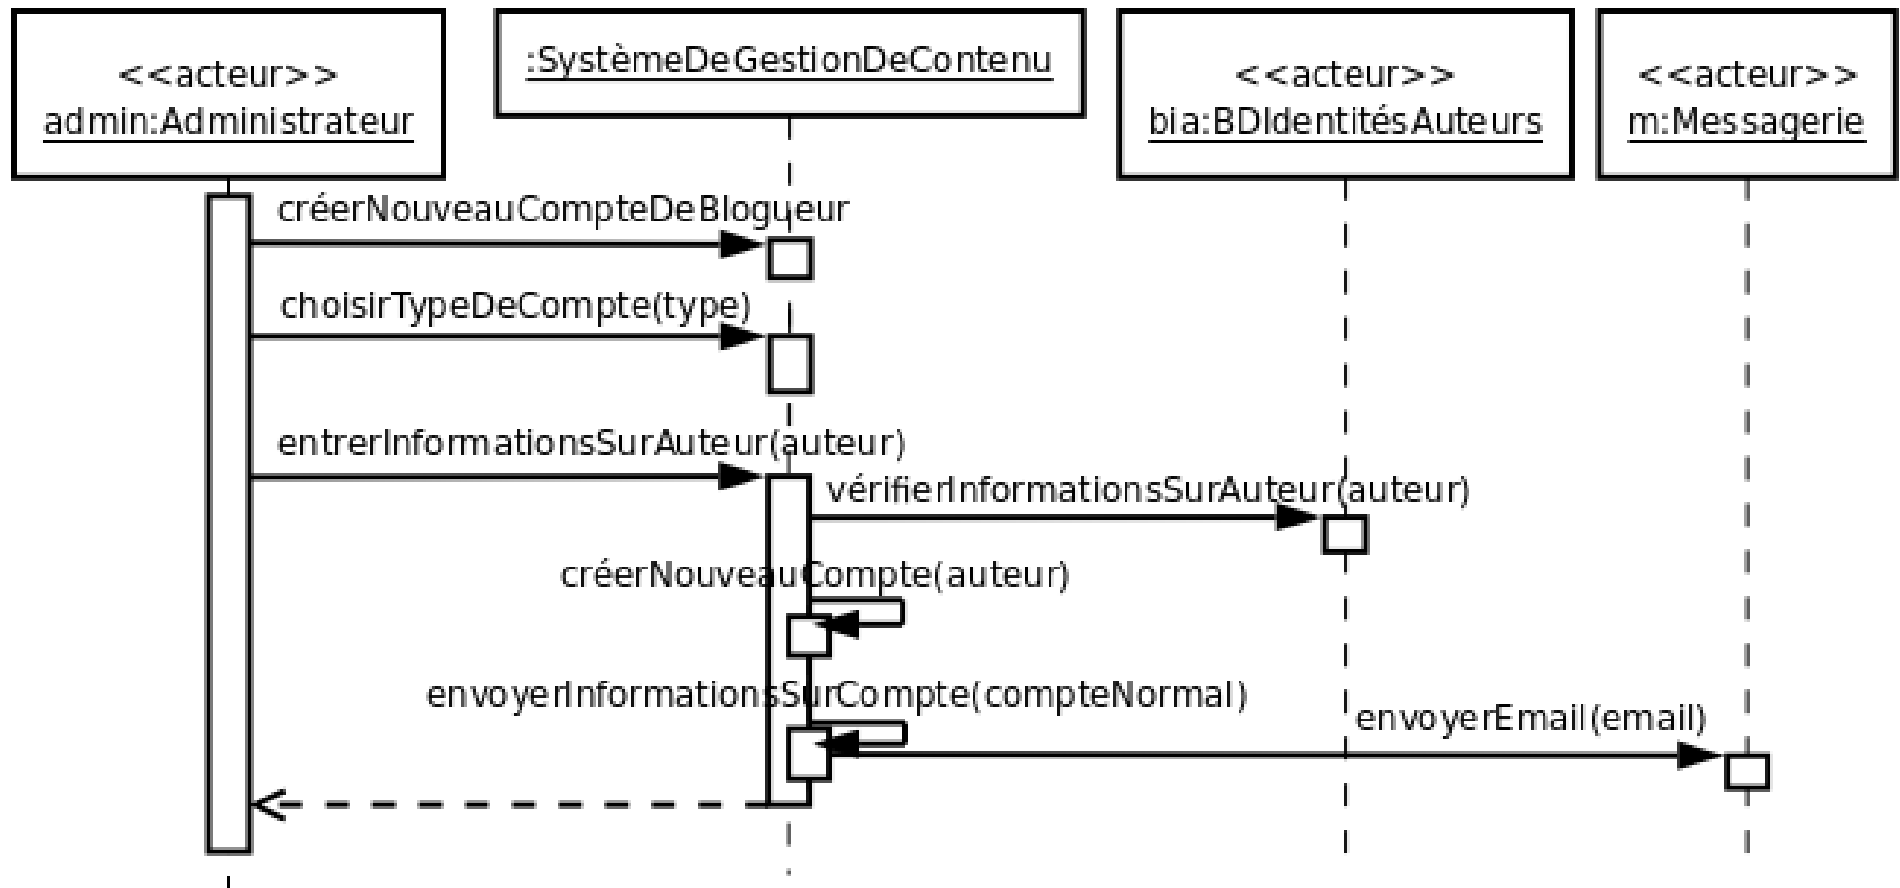 <<acteur>>
admin:Administrateur
:SystèmeDeGestionDeContenu
<<acteur>>
bia:BDIdentitésAuteurs
<<acteur>>
m:Messagerie
créerNouveauCompteDeBlogueur
choisirTypeDeCompte(type)
entrerInformationsSurAuteur(auteur)
vérifierInformationsSurAuteur(auteur)
créerNouveauCompte(auteur)
envoyerInformationsSurCompte(compteNormal)
envoyerEmail(email)